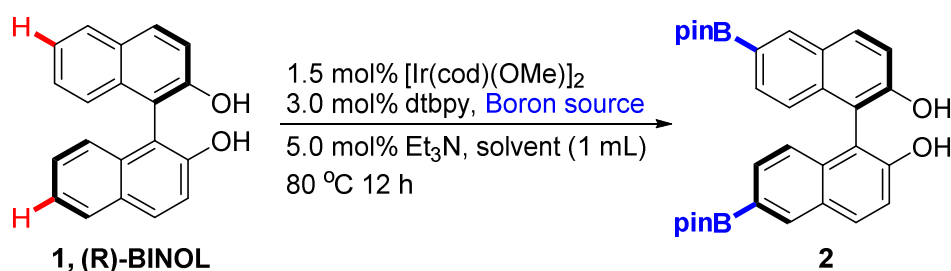 H
OH
OH
H
1, (R)-BINOL
1.5 mol% [Ir(cod)(OMe)]2
3.0 mol% dtbpy, Boron source
5.0 mol% Et3N, solvent (1 mL)
80 ºC 12 h
pinB
OH
OH
pinB
2